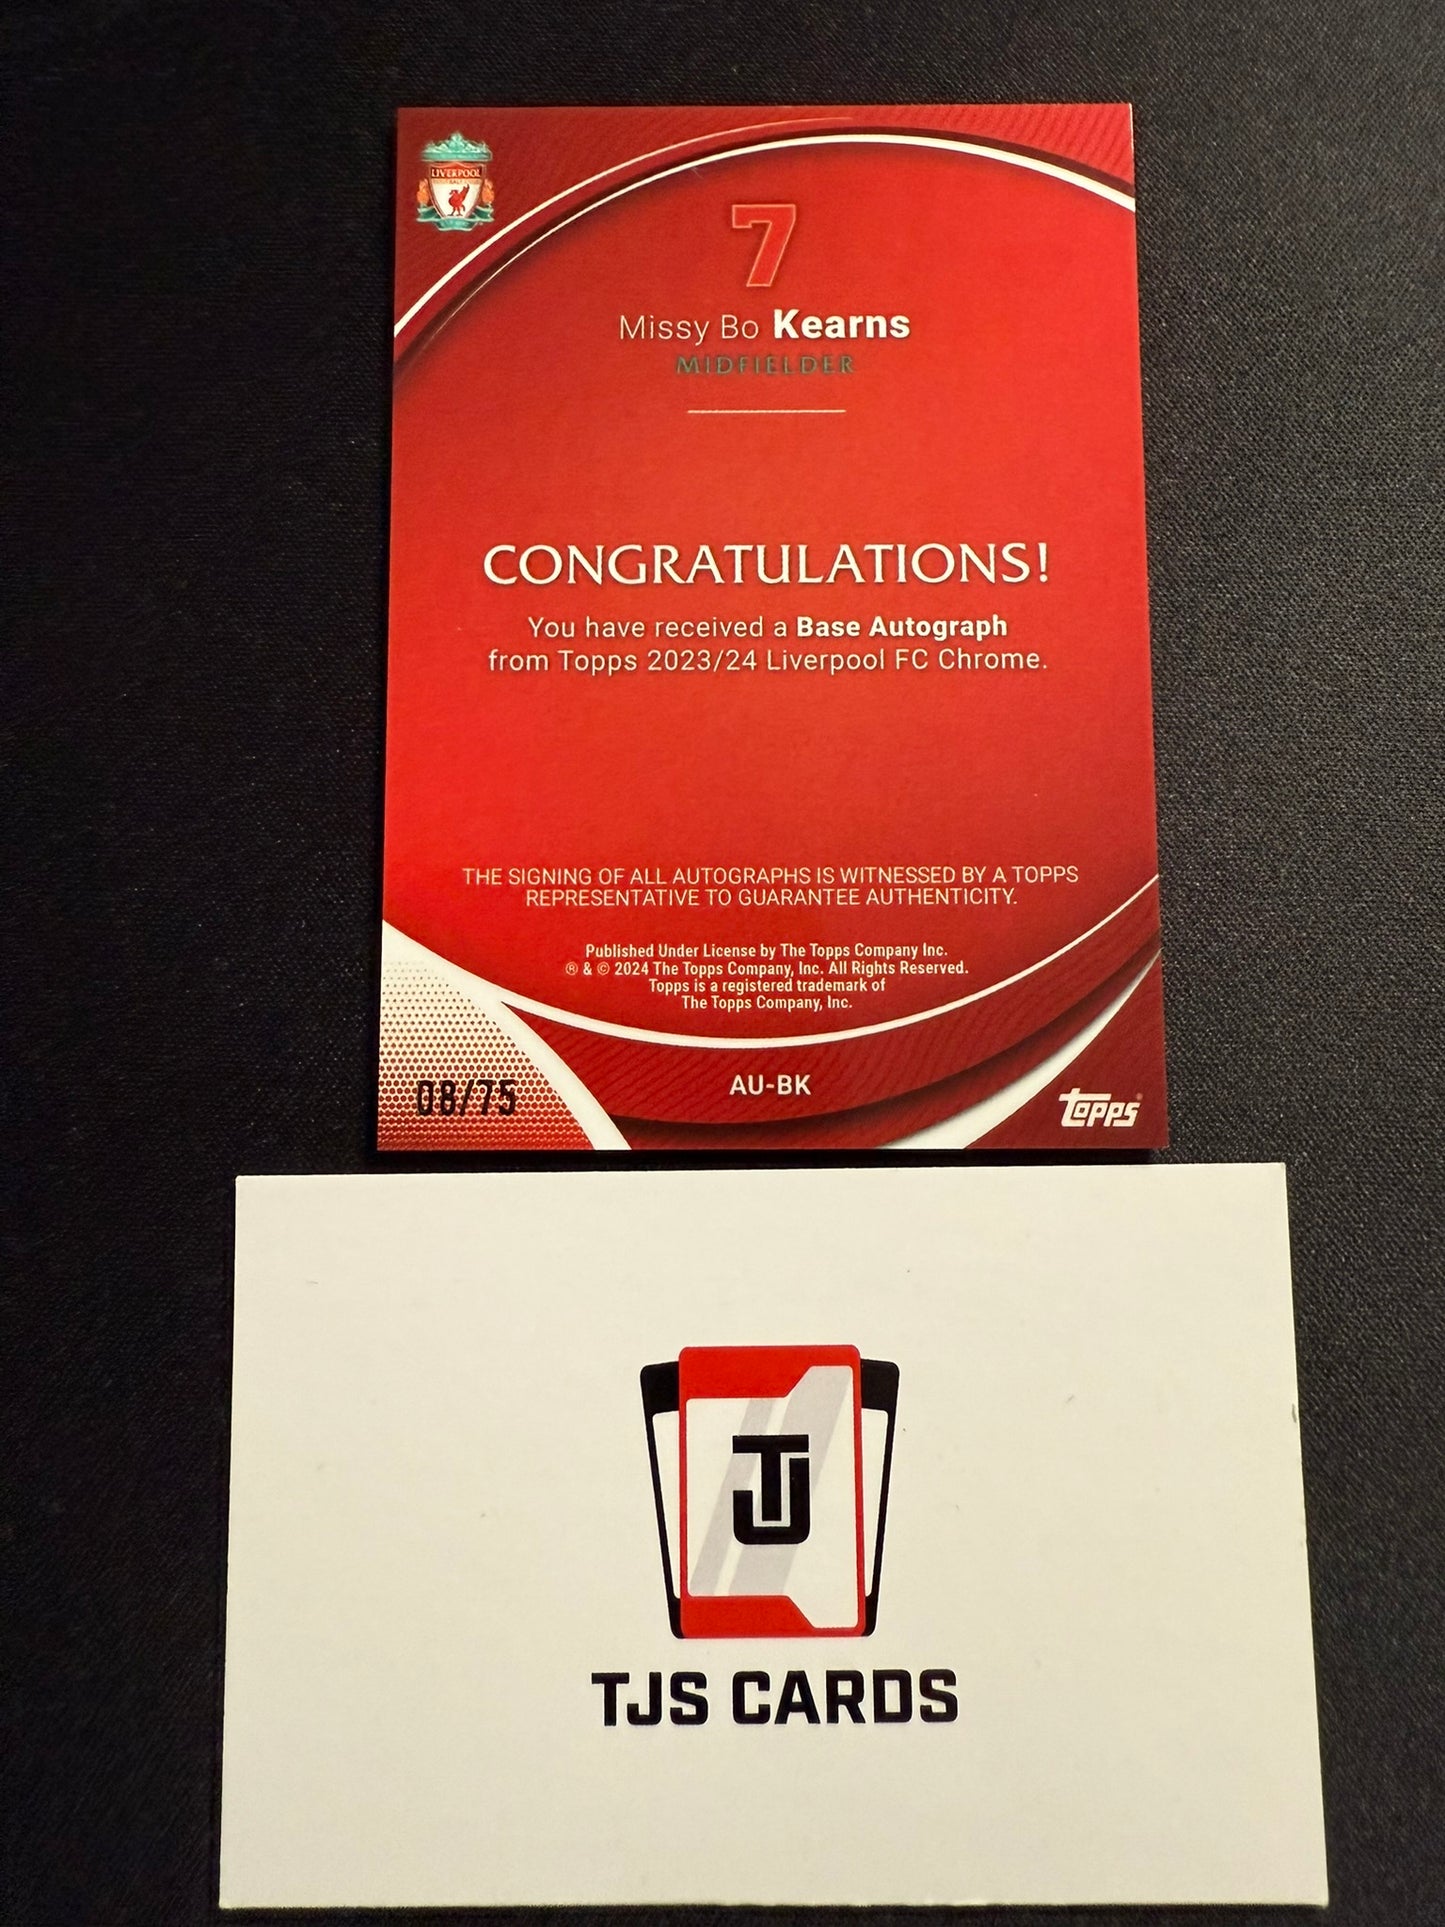 LIVERPOOL
7
Missy Bo Kearns
MIDFIELDER
CONGRATULATIONS!
You have received a Base Autograph
from Topps 2023/24 Liverpool FC Chrome.
THE SIGNING OF ALL AUTOGRAPHS IS WITNESSED BY A TOPPS
REPRESENTATIVE TO GUARANTEE AUTHENTICITY.
Published Under License by The Topps Company Inc.
® & © 2024 The Topps Company, Inc. All Rights Reserved.
Topps is a registered trademark of
The Topps Company, Inc.
08/75
AU-BK
Topps®
TJ
TJS CARDS